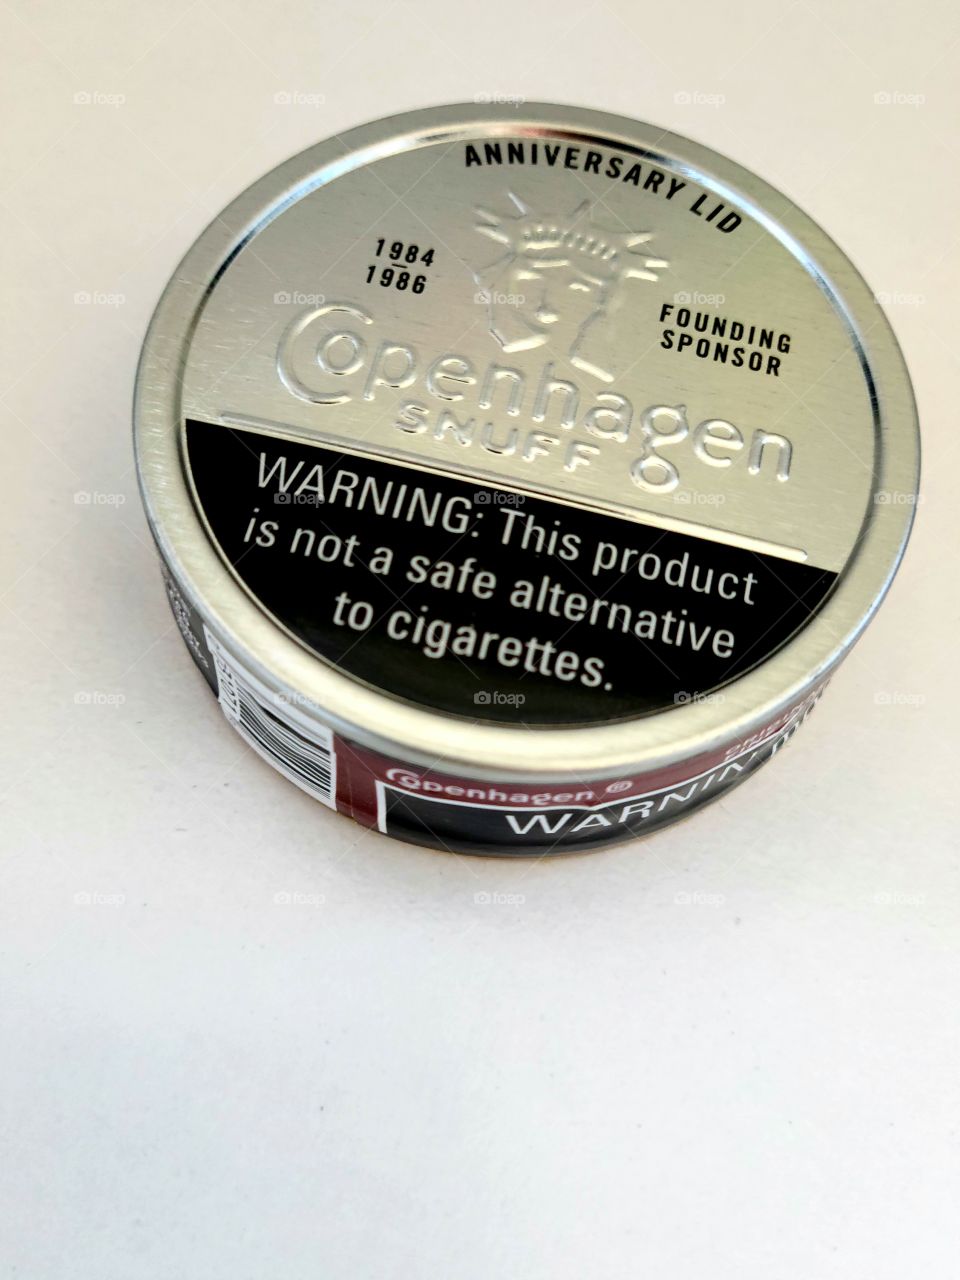 ANNIVERSARY LID
1984
1986
FOUNDING
SPONSOR
Copenhagen
SNUFF
WARNING: This product
is not a safe alternative
to cigarettes.
Copenhagen ®
WARNIN